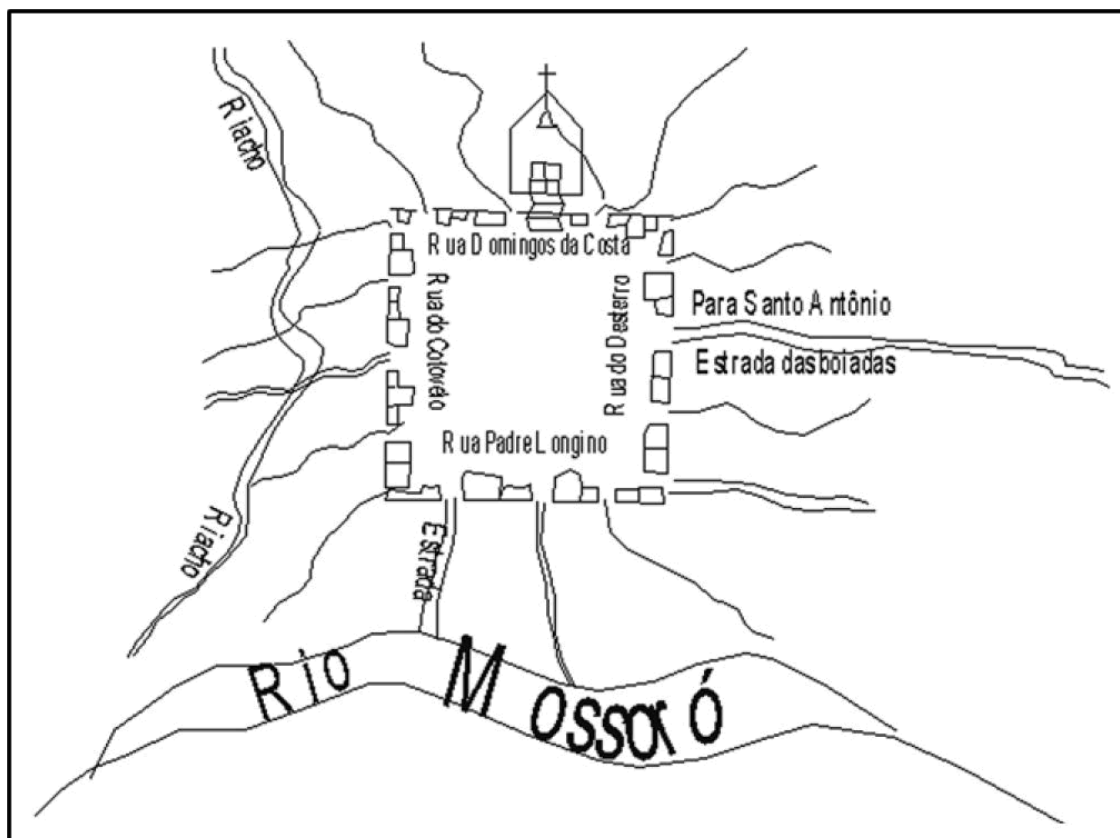 Riacho
Rua Domingos da Costa
Rua do Cotovelo
Rua do Desterro
Para Santo Antônio
Estrada das boiadas
Rua Padre Longino
Estrada
Riacho
Rio Mossoró